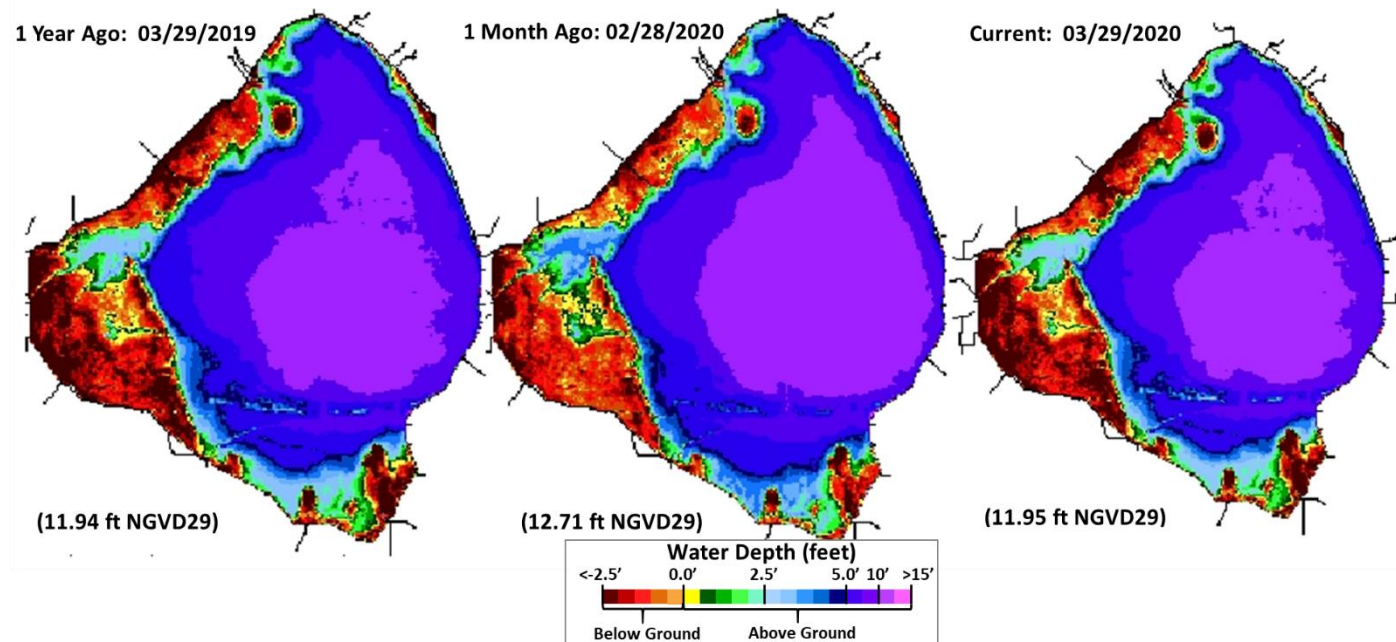 1 Year Ago: 03/29/2019
1 Month Ago: 02/28/2020
Current: 03/29/2020
(11.94 ft NGVD29)
(12.71 ft NGVD29)
(11.95 ft NGVD29)
Water Depth (feet)
<-2.5’ 0.0’ 2.5’ 5.0’ 10’ >15’
Below Ground Above Ground